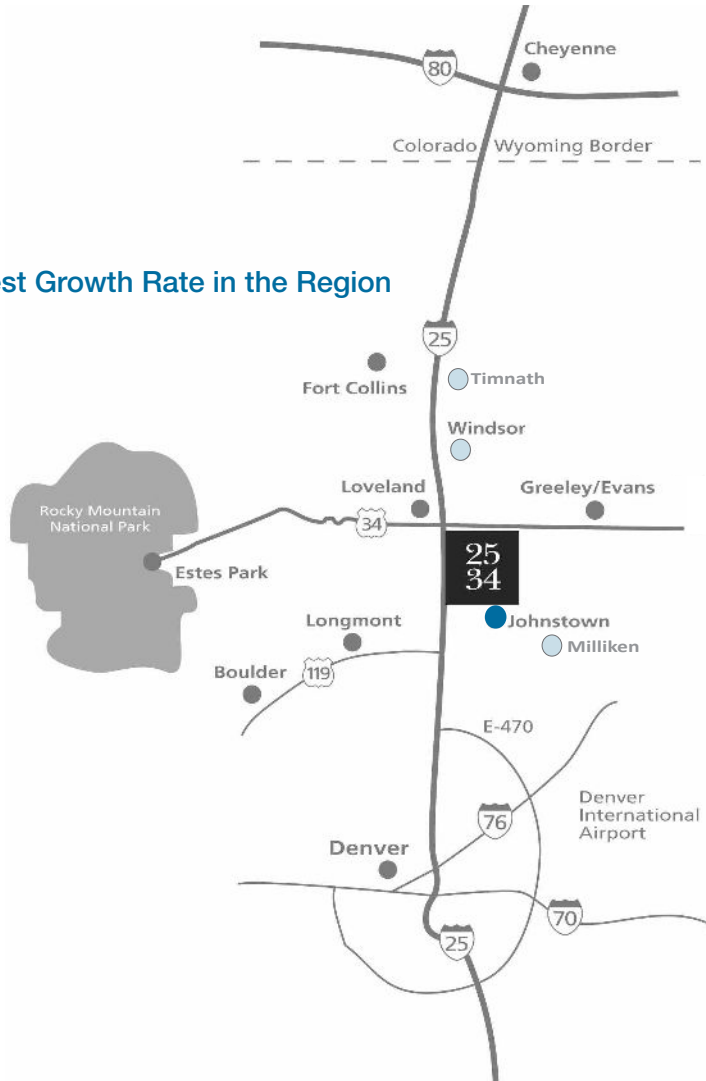 Cheyenne
80
Colorado Wyoming Border
Growth Rate in the Region
25
Timnath
Fort Collins
Windsor
Loveland
Greeley/Evans
34
Rocky Mountain
National Park
Estes Park
25
34
Johnstown
Longmont
Milliken
Boulder
119
E-470
76
Denver
International
Airport
Denver
70
25